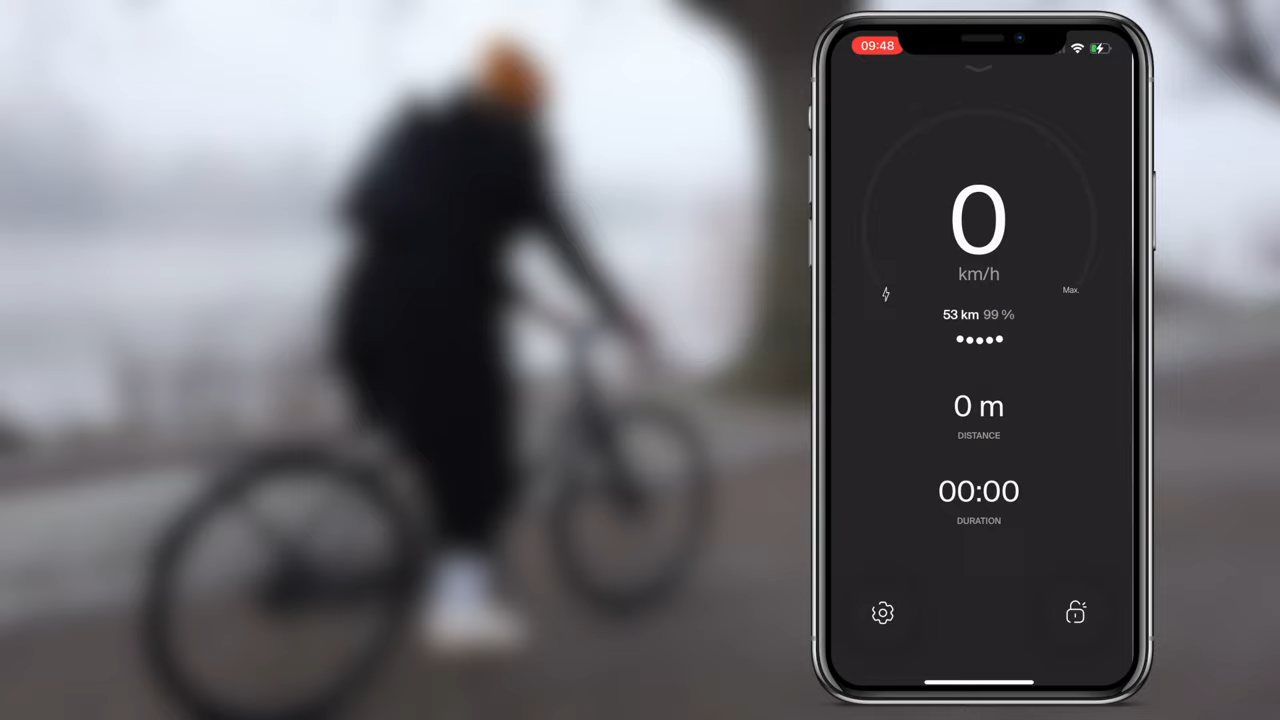 09:48
0
km/h
Max.
53 km 99 %
0 m
DISTANCE
00:00
DURATION